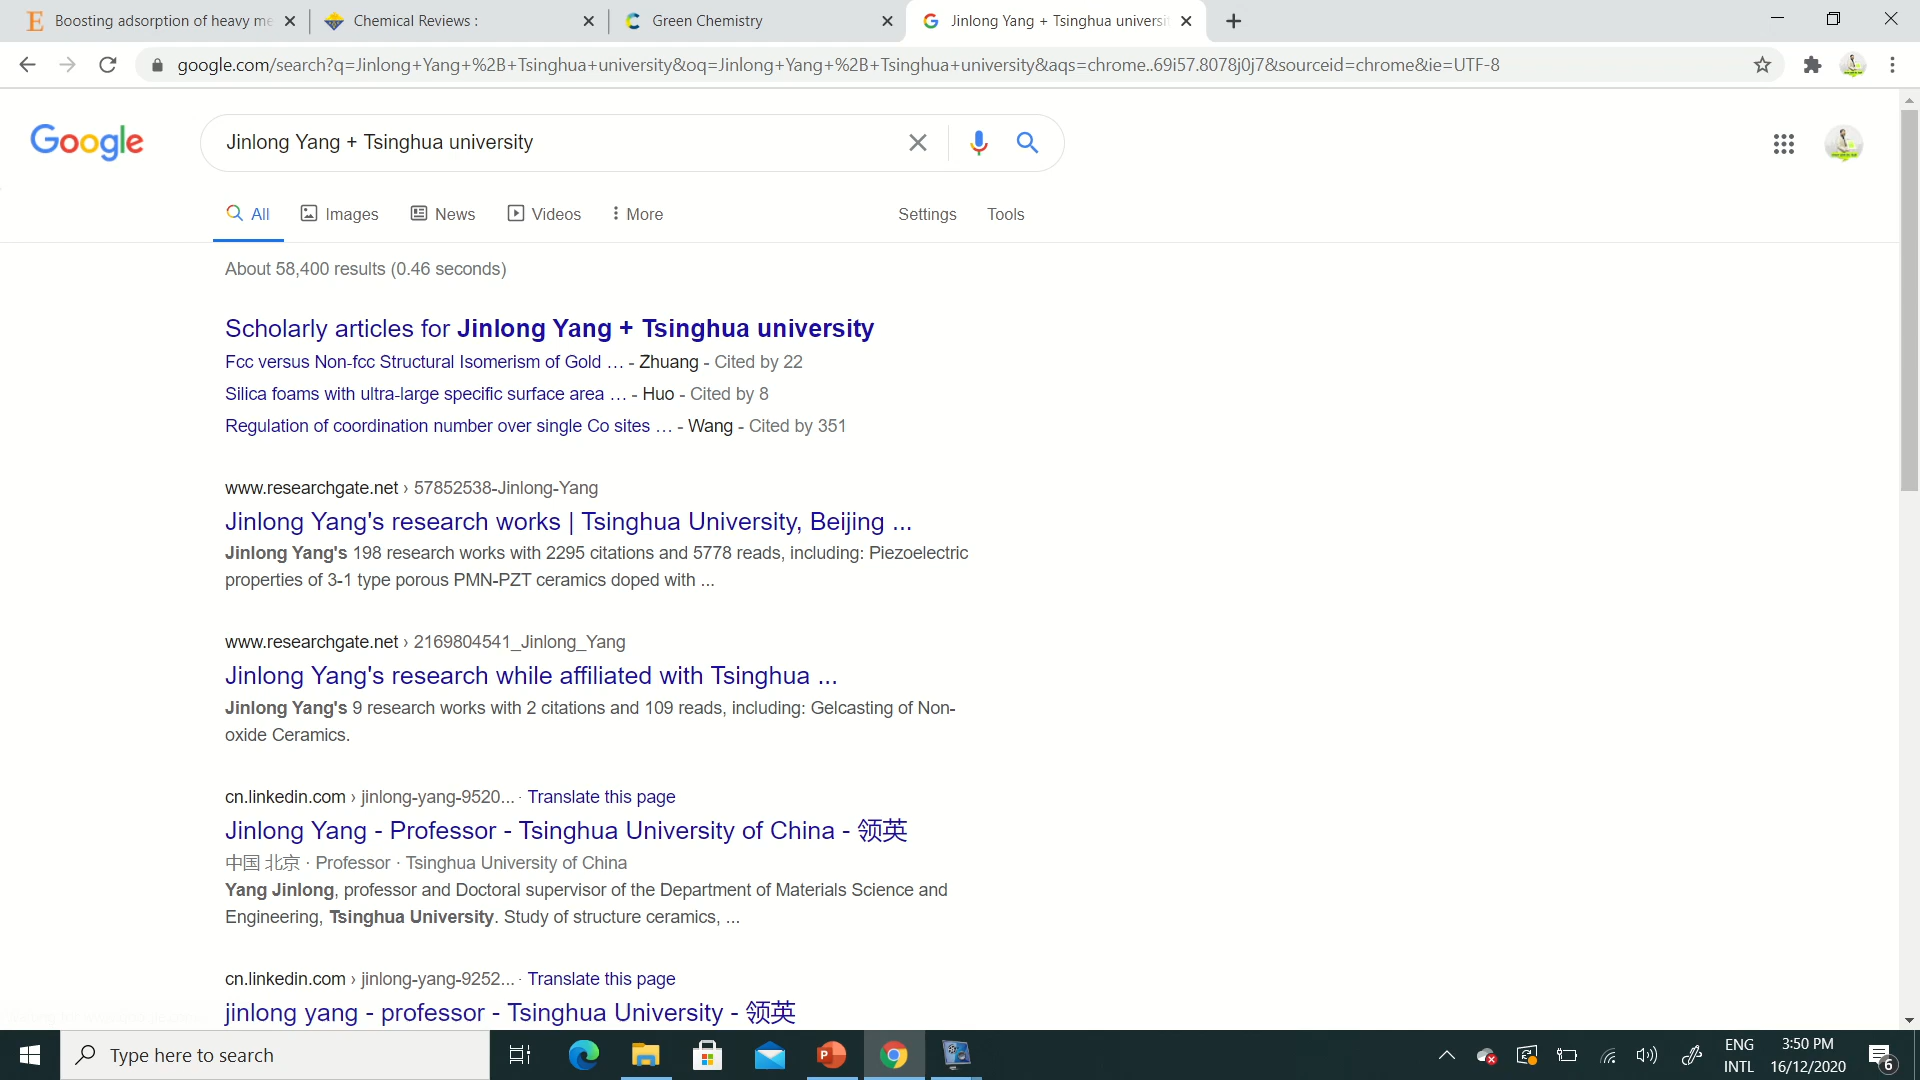 Boosting adsorption of heavy me
Chemical Reviews :
Green Chemistry
Jinlong Yang + Tsinghua universit
google.com/search?q=Jinlong+Yang+%2B+Tsinghua+university&oq=Jinlong+Yang+%2B+Tsinghua+university&aqs=chrome..69i57.8078j0j7&sourceid=chrome&ie=UTF-8
Google
Jinlong Yang + Tsinghua university
All Images News Videos More Settings Tools
About 58,400 results (0.46 seconds)
Scholarly articles for Jinlong Yang + Tsinghua university
Fcc versus Non-fcc Structural Isomerism of Gold … - Zhuang - Cited by 22
Silica foams with ultra-large specific surface area … - Huo - Cited by 8
Regulation of coordination number over single Co sites … - Wang - Cited by 351
www.researchgate.net › 57852538-Jinlong-Yang
Jinlong Yang's research works | Tsinghua University, Beijing ...
Jinlong Yang's 198 research works with 2295 citations and 5778 reads, including: Piezoelectric
properties of 3-1 type porous PMN-PZT ceramics doped with ...
www.researchgate.net › 2169804541_Jinlong_Yang
Jinlong Yang's research while affiliated with Tsinghua ...
Jinlong Yang's 9 research works with 2 citations and 109 reads, including: Gelcasting of Non-
oxide Ceramics.
cn.linkedin.com › jinlong-yang-9520... · Translate this page
Jinlong Yang - Professor - Tsinghua University of China - 领英
中国 北京 · Professor · Tsinghua University of China
Yang Jinlong, professor and Doctoral supervisor of the Department of Materials Science and
Engineering, Tsinghua University. Study of structure ceramics, ...
cn.linkedin.com › jinlong-yang-9252... · Translate this page
jinlong yang - professor - Tsinghua University - 领英
Type here to search
ENG
INTL
3:50 PM
16/12/2020
6